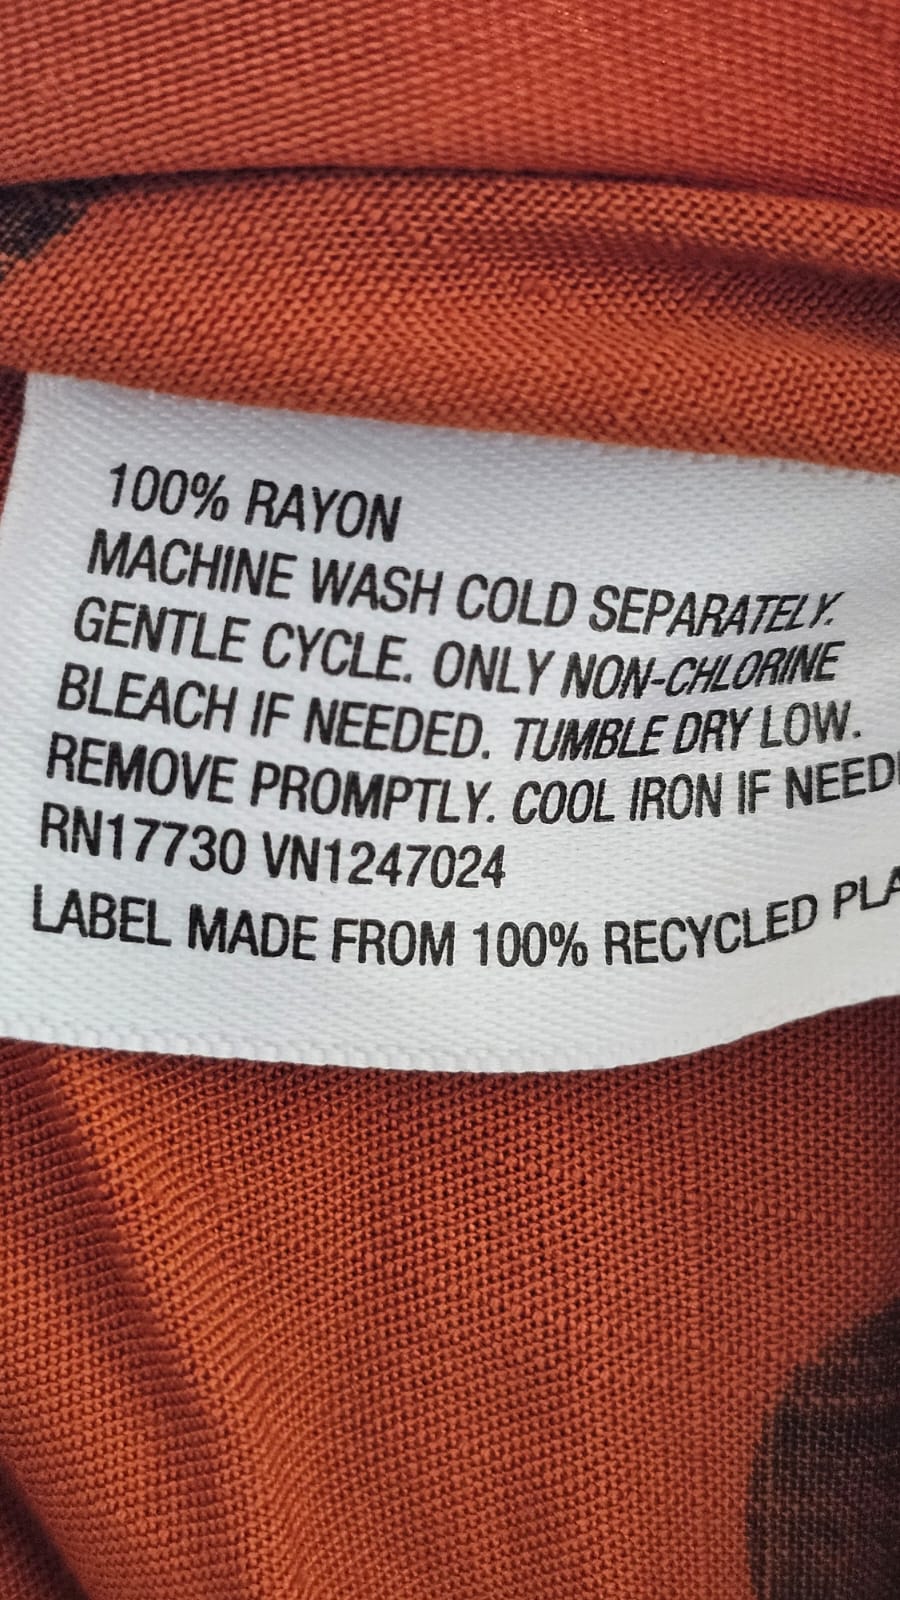 100% RAYON
MACHINE WASH COLD SEPARATELY.
GENTLE CYCLE. ONLY NON-CHLORINE
BLEACH IF NEEDED. TUMBLE DRY LOW.
REMOVE PROMPTLY. COOL IRON IF
RN17730 VN1247024
LABEL MADE FROM 100% RECYCLED